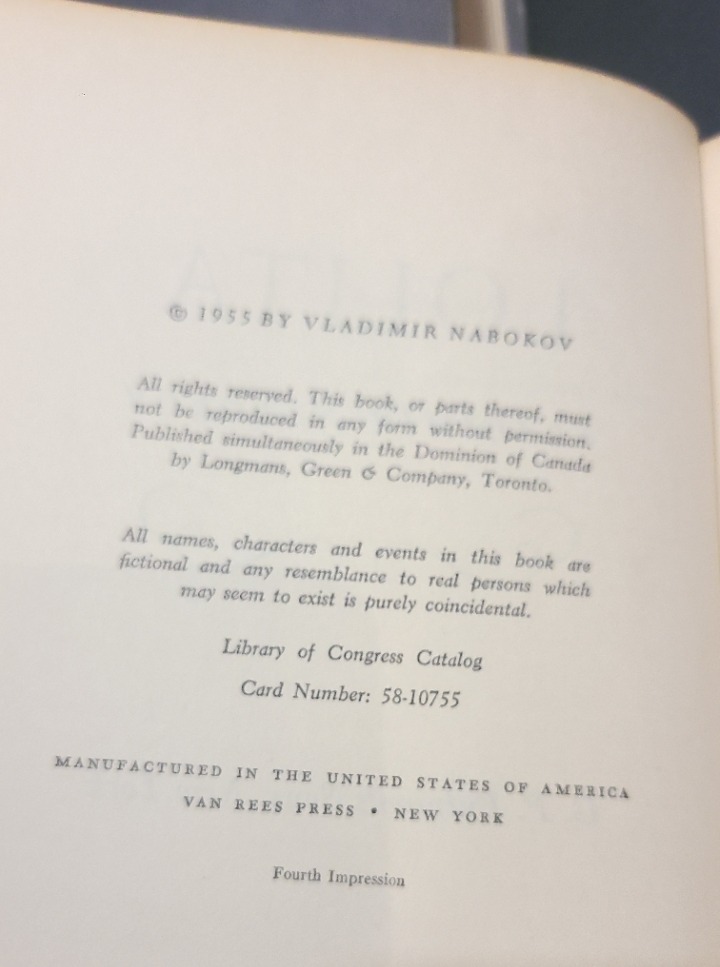 © 1955 BY VLADIMIR NABOKOV
All rights reserved. This book, or parts thereof, must
not be reproduced in any form without permission.
Published simultaneously in the Dominion of Canada
by Longmans, Green & Company, Toronto.
All names, characters and events in this book are
fictional and any resemblance to real persons which
may seem to exist is purely coincidental.
Library of Congress Catalog
Card Number: 58-10755
MANUFACTURED IN THE UNITED STATES OF AMERICA
VAN REES PRESS • NEW YORK
Fourth Impression